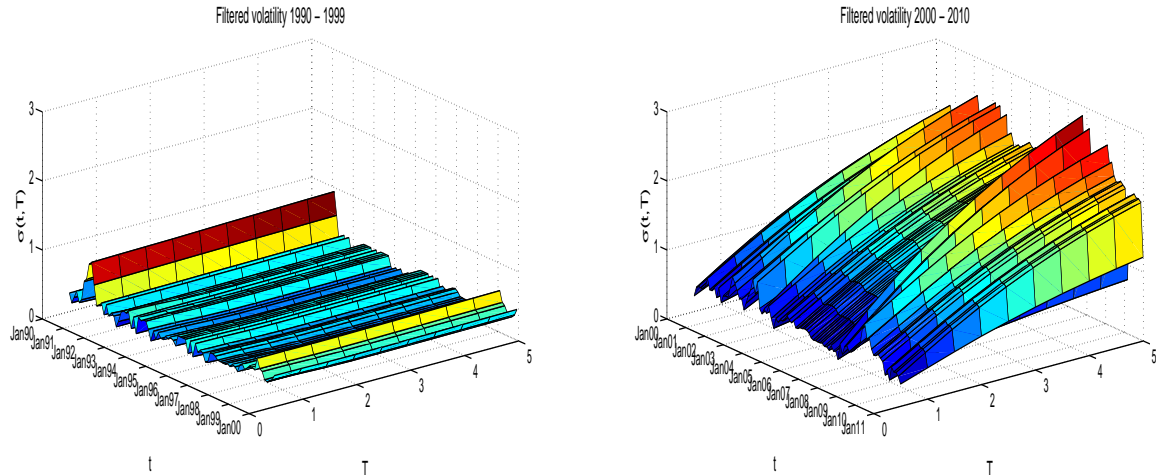 Filtered volatility 1990 − 1999
3
2
1
0
σ(t,T)
Jan90
Jan91
Jan92
Jan93
Jan94
Jan95
Jan96
Jan97
Jan98
Jan99
Jan00
0
1
2
3
4
5
t
T
Filtered volatility 2000 − 2010
3
2
1
0
σ(t,T)
Jan00
Jan01
Jan02
Jan03
Jan04
Jan05
Jan06
Jan07
Jan08
Jan09
Jan10
Jan11
0
1
2
3
4
5
t
T